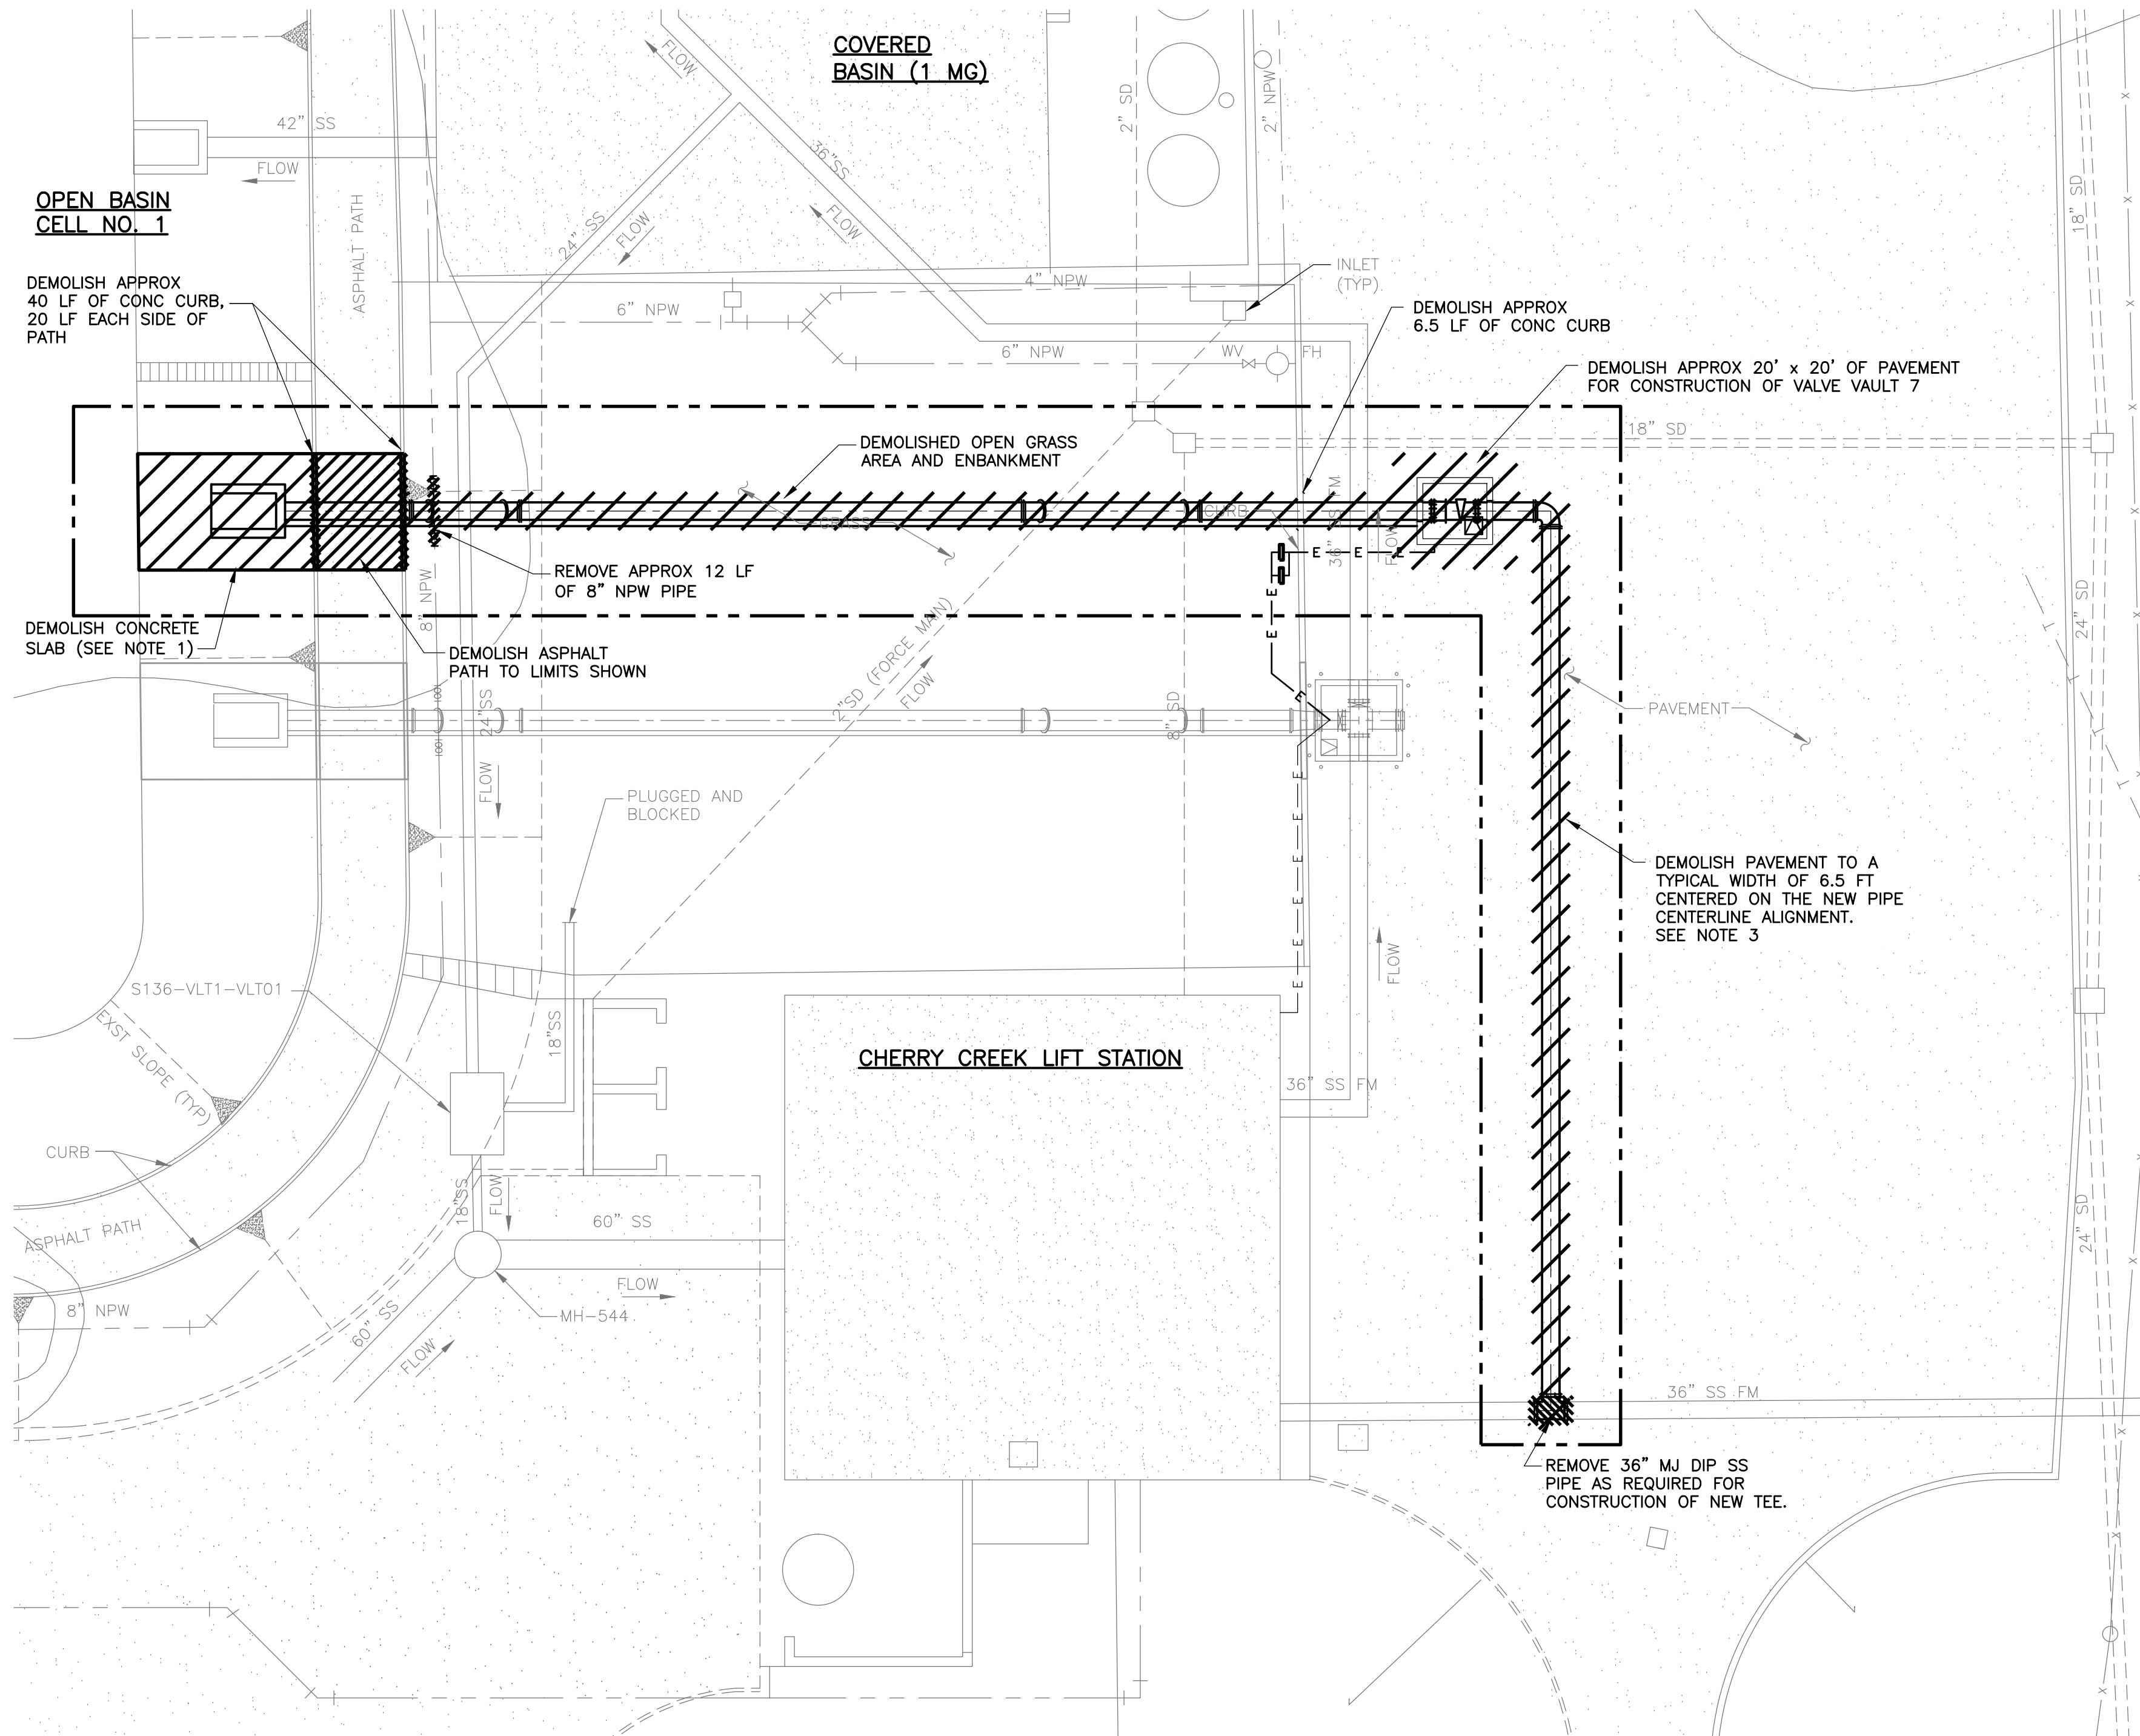 COVERED
BASIN (1 MG)
FLOW
2" SD
2" NPW
42" SS
FLOW
36"SS
18" SD
OPEN BASIN
CELL NO. 1
ASPHALT PATH
24" SS
FLOW
FLOW
DEMOLISH APPROX
40 LF OF CONC CURB,
20 LF EACH SIDE OF
PATH
4" NPW
INLET
(TYP)
6" NPW
DEMOLISH APPROX
6.5 LF OF CONC CURB
6" NPW
WV
FH
DEMOLISH APPROX 20' x 20' OF PAVEMENT
FOR CONSTRUCTION OF VALVE VAULT 7
18" SD
DEMOLISHED OPEN GRASS
AREA AND ENBANKMENT
GRASS
CURB
36" SS FM
FLOW
V
E
E
E
E
E
REMOVE APPROX 12 LF
OF 8" NPW PIPE
8" NPW
24" SD
DEMOLISH CONCRETE
SLAB (SEE NOTE 1)
DEMOLISH ASPHALT
PATH TO LIMITS SHOWN
2"SD (FORCE MAIN)
FLOW
E
24"SS
8" SD
PAVEMENT
FLOW
E
E
E
E
E
E
PLUGGED AND
BLOCKED
DEMOLISH PAVEMENT TO A
TYPICAL WIDTH OF 6.5 FT
CENTERED ON THE NEW PIPE
CENTERLINE ALIGNMENT.
SEE NOTE 3
FLOW
S136-VLT1-VLT01
EXST SLOPE (TYP)
18"SS
CHERRY CREEK LIFT STATION
36" SS FM
CURB
18"SS
FLOW
60" SS
24" SD
ASPHALT PATH
FLOW
8" NPW
60" SS
MH-544
FLOW
36" SS FM
REMOVE 36" MJ DIP SS
PIPE AS REQUIRED FOR
CONSTRUCTION OF NEW TEE.